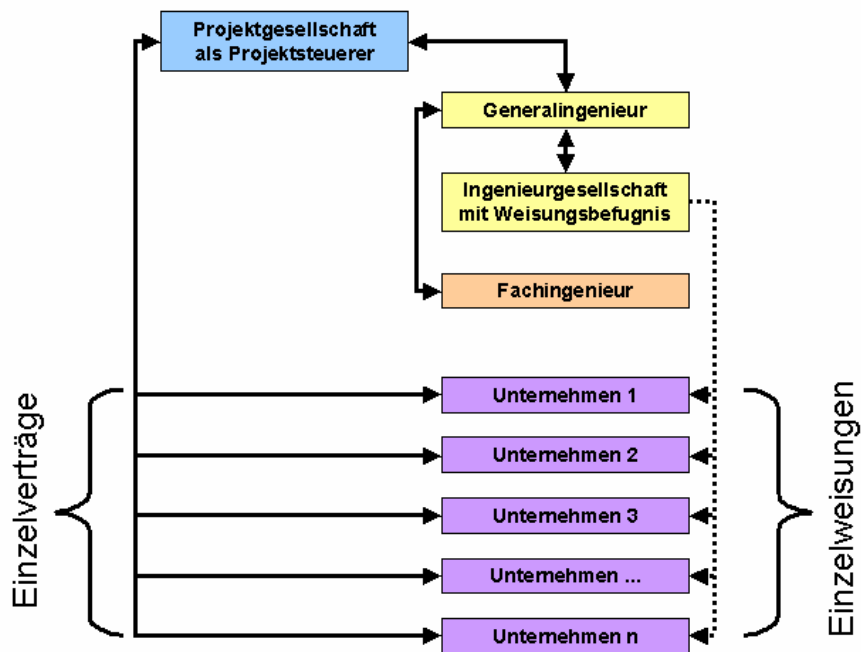 Projektgesellschaft
als Projektsteuerer
Generalingenieur
Ingenieurgesellschaft
mit Weisungsbefugnis
Fachingenieur
Einzelverträge
Unternehmen 1
Unternehmen 2
Unternehmen 3
Unternehmen ...
Unternehmen n
Einzelweisungen